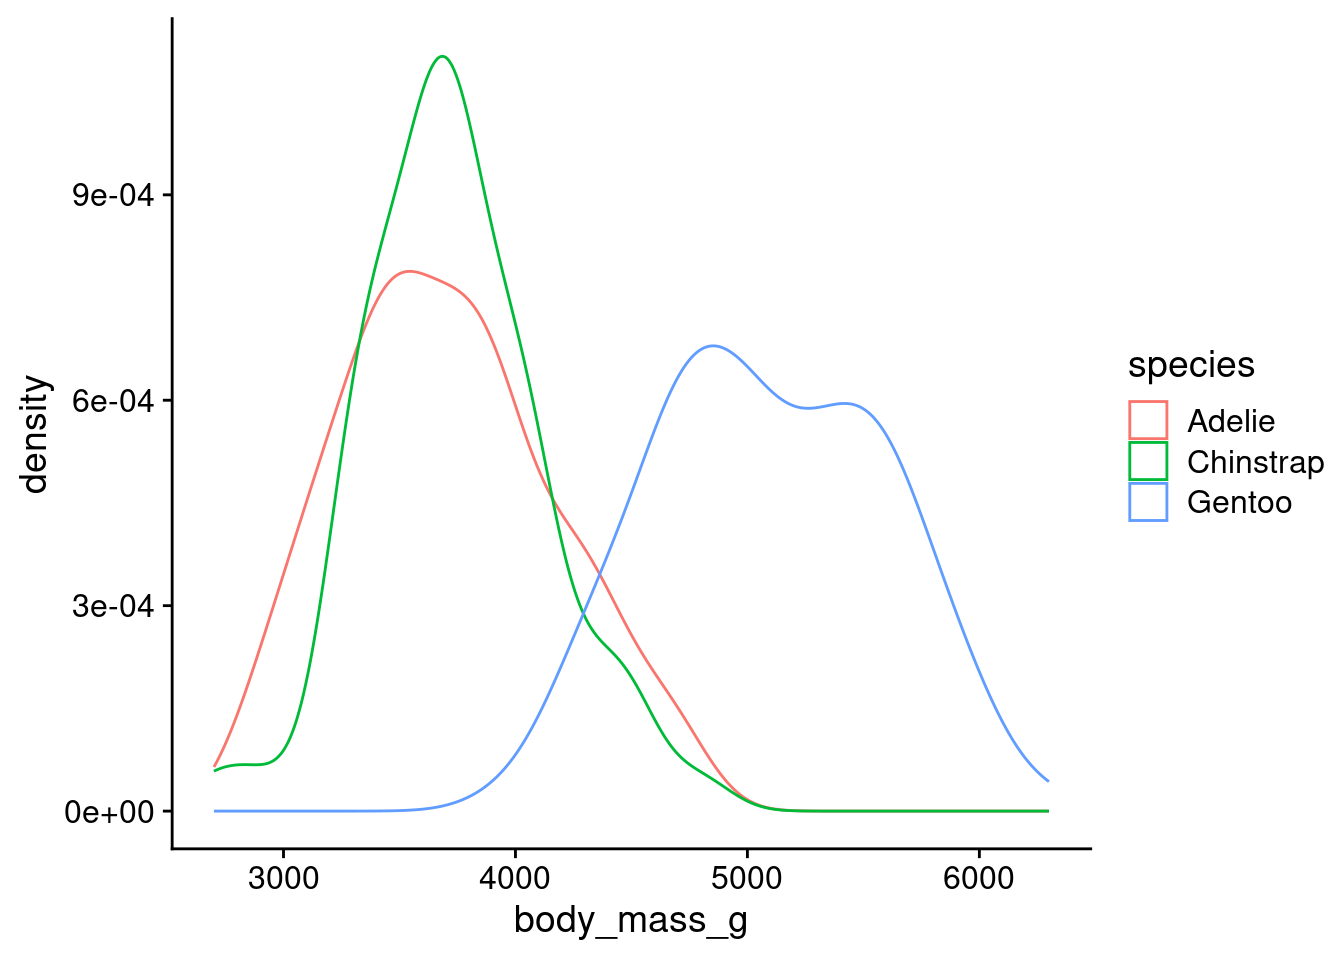 density
9e-04
6e-04
3e-04
0e+00
3000 4000 5000 6000
body_mass_g
species
Adelie
Chinstrap
Gentoo